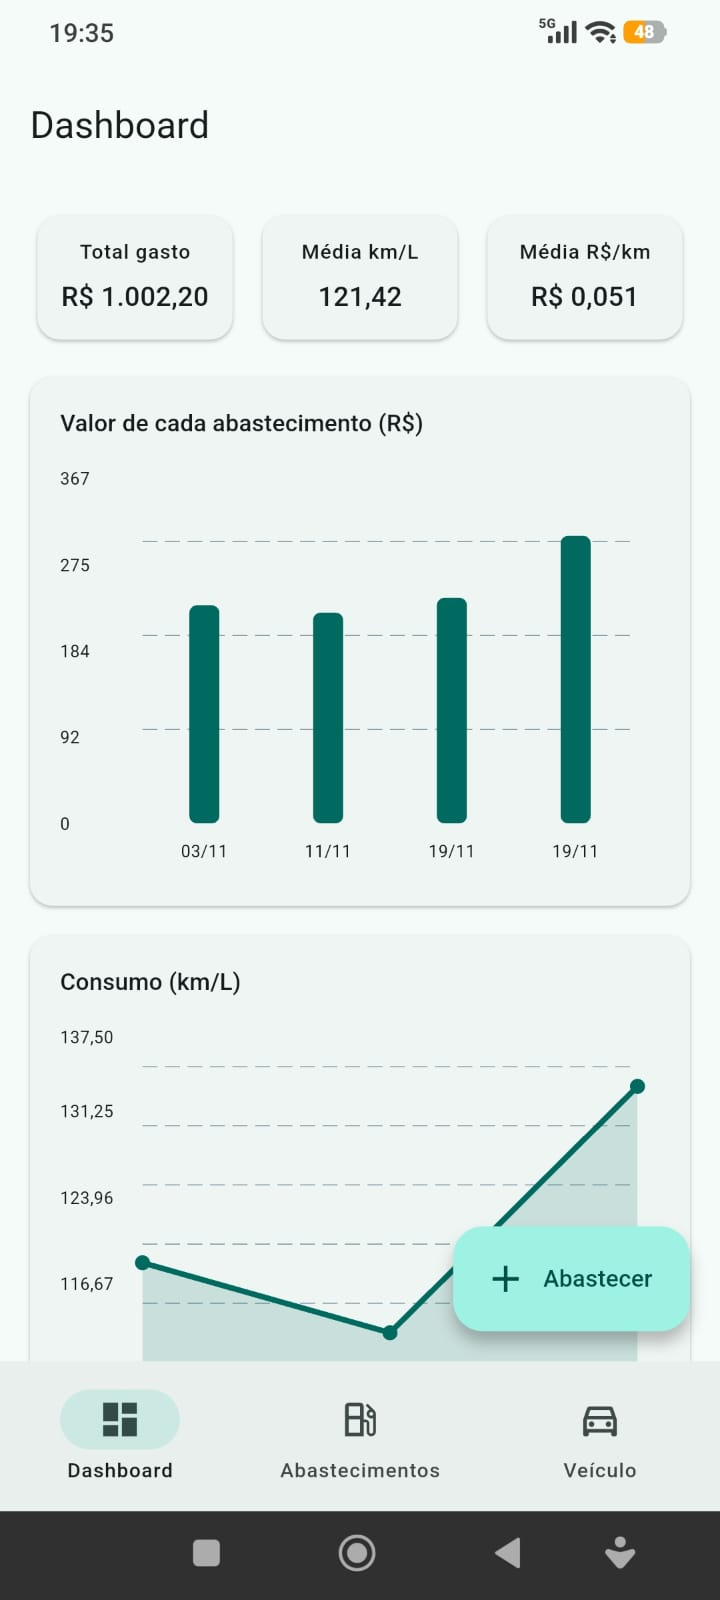 19:35
5G
48
Dashboard
Total gasto
R$ 1.002,20
Média km/L
121,42
Média R$/km
R$ 0,051
Valor de cada abastecimento (R$)
367
275
184
92
0
03/11
11/11
19/11
19/11
Consumo (km/L)
137,50
131,25
123,96
116,67
Abastecer
Dashboard
Abastecimentos
Veículo